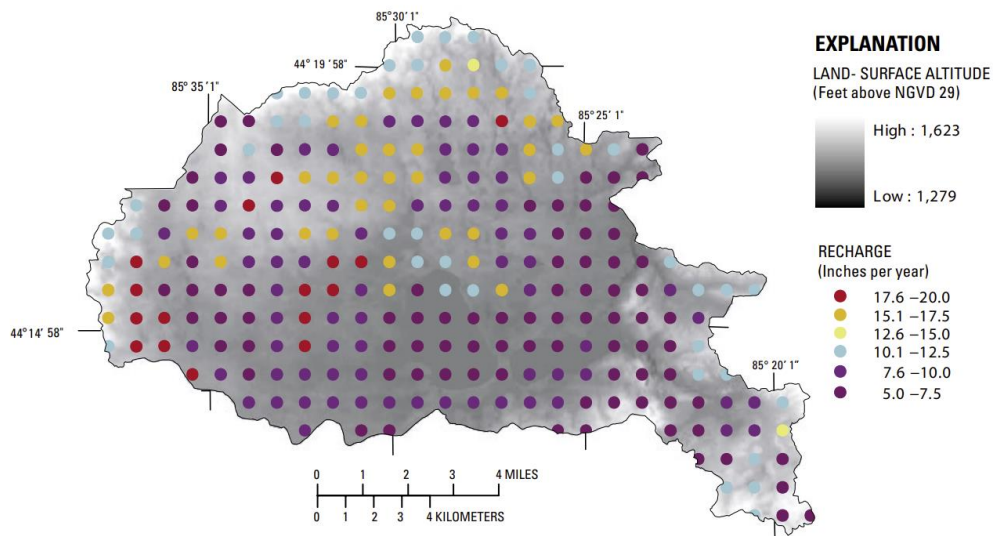 85° 30' 1"
44° 19' 58"
85° 35' 1"
85° 25' 1"
44° 14' 58"
85° 20' 1"
EXPLANATION
LAND- SURFACE ALTITUDE
(Feet above NGVD 29)
High : 1,623
Low : 1,279
RECHARGE
(Inches per year)
17.6 –20.0
15.1 –17.5
12.6 –15.0
10.1 –12.5
7.6 –10.0
5.0 –7.5
0 1 2 3 4 MILES
0 1 2 3 4 KILOMETERS